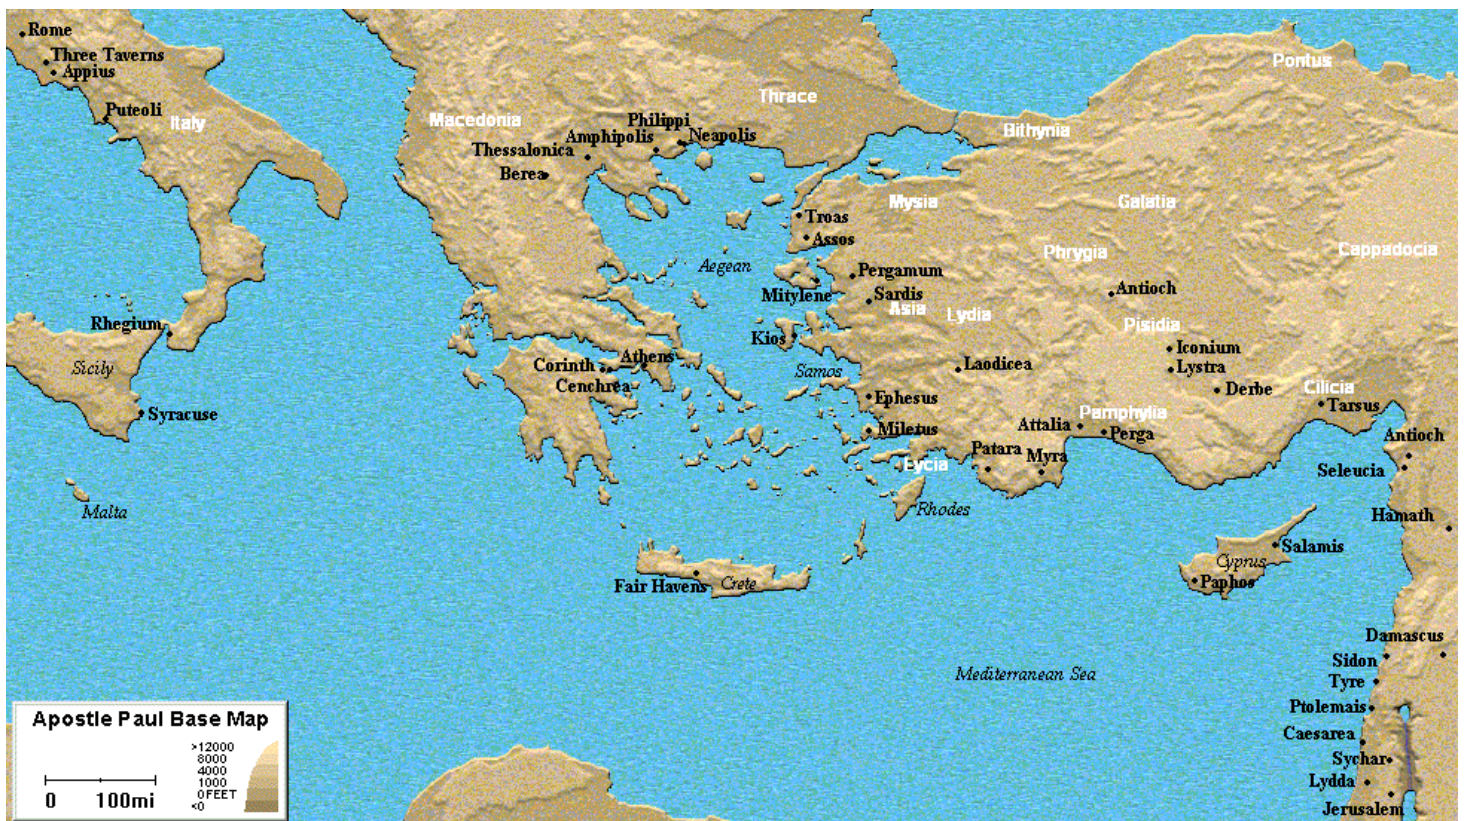 Rome
Three Taverns
Appius
Puteoli
Italy
Rhegium
Sicily
Syracuse
Malta
Macedonia
Thrace
Philippi
Amphipolis
Neapolis
Thessalonica
Berea
Pontus
Bithynia
Mysia
Galatia
Troas
Assos
Phrygia
Cappadocia
Aegean
Pergamum
Mitylene
Sardis
Antioch
Asia
Lydia
Pisidia
Kios
Iconium
Athens
Corinth
Laodicea
Lystra
Samos
Cenchrea
Cilicia
Derbe
Ephesus
Tarsus
Pamphylia
Attalia
Miletus
Perga
Antioch
Patara
Myra
Lycia
Seleucia
Rhodes
Hamath
Salamis
Cyprus
Paphos
Fair Havens
Crete
Damascus
Sidon
Mediterranean Sea
Tyre
Ptolemais
Caesarea
Sychar
Lydda
Jerusalem
Apostle Paul Base Map
>12000
8000
4000
1000
0 FEET
<0
0 100mi